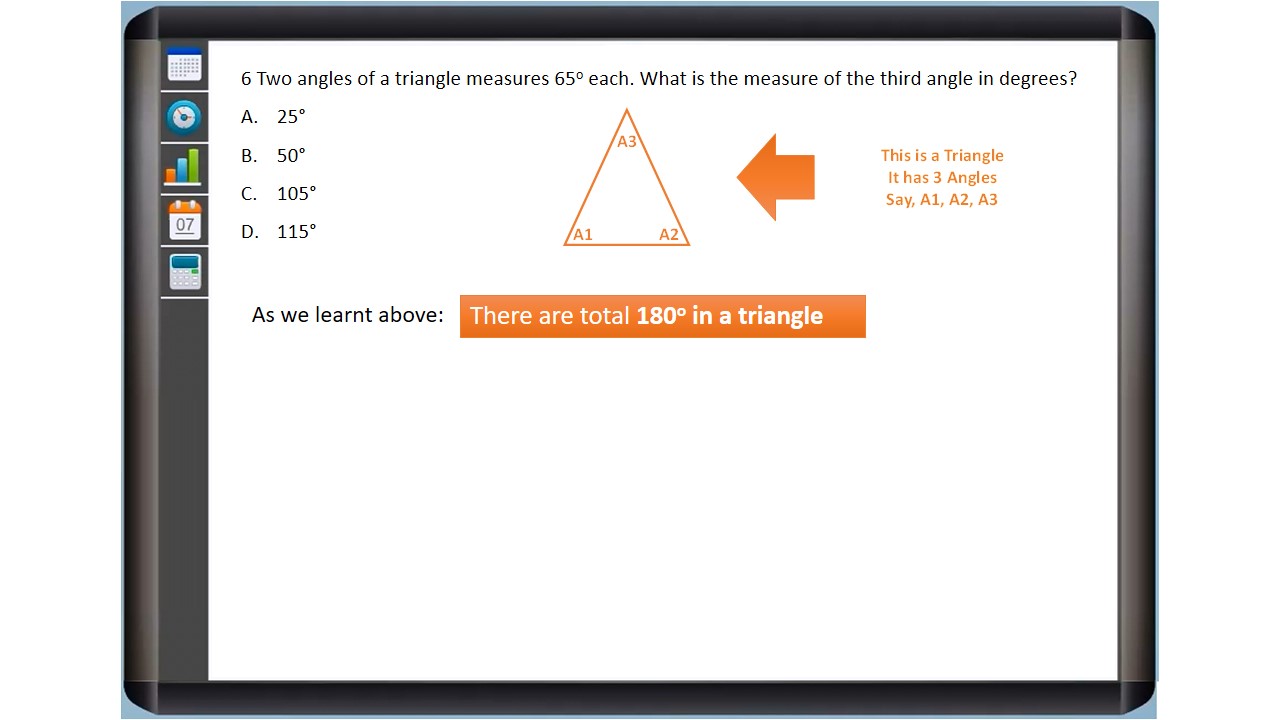 6 Two angles of a triangle measures 65° each. What is the measure of the third angle in degrees?
A. 25°
B. 50°
C. 105°
D. 115°
A3
A1 A2
This is a Triangle
It has 3 Angles
Say, A1, A2, A3
07
As we learnt above: There are total 180° in a triangle